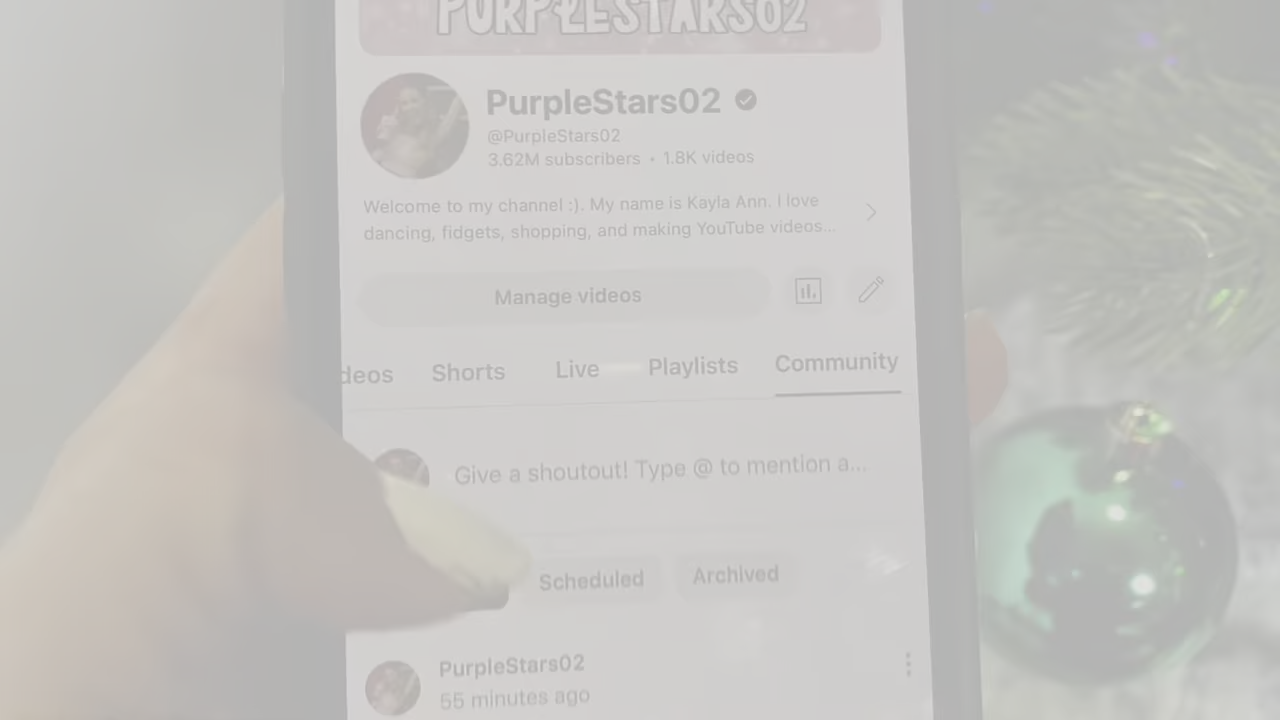 PURPLESTARS02
PurpleStars02
@PurpleStars02
3.62M subscribers • 1.8K videos
Welcome to my channel :). My name is Kayla Ann. I love
dancing, fidgets, shopping, and making YouTube videos...
Manage videos
deos Shorts Live Playlists Community
Give a shoutout! Type @ to mention a...
Scheduled Archived
PurpleStars02
55 minutes ago